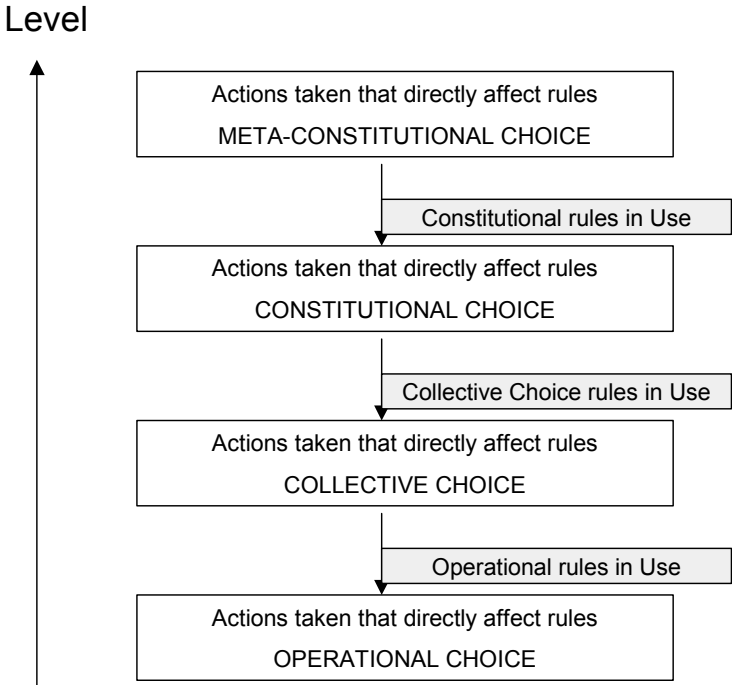 Level
Actions taken that directly affect rules
META-CONSTITUTIONAL CHOICE
Constitutional rules in Use
Actions taken that directly affect rules
CONSTITUTIONAL CHOICE
Collective Choice rules in Use
Actions taken that directly affect rules
COLLECTIVE CHOICE
Operational rules in Use
Actions taken that directly affect rules
OPERATIONAL CHOICE